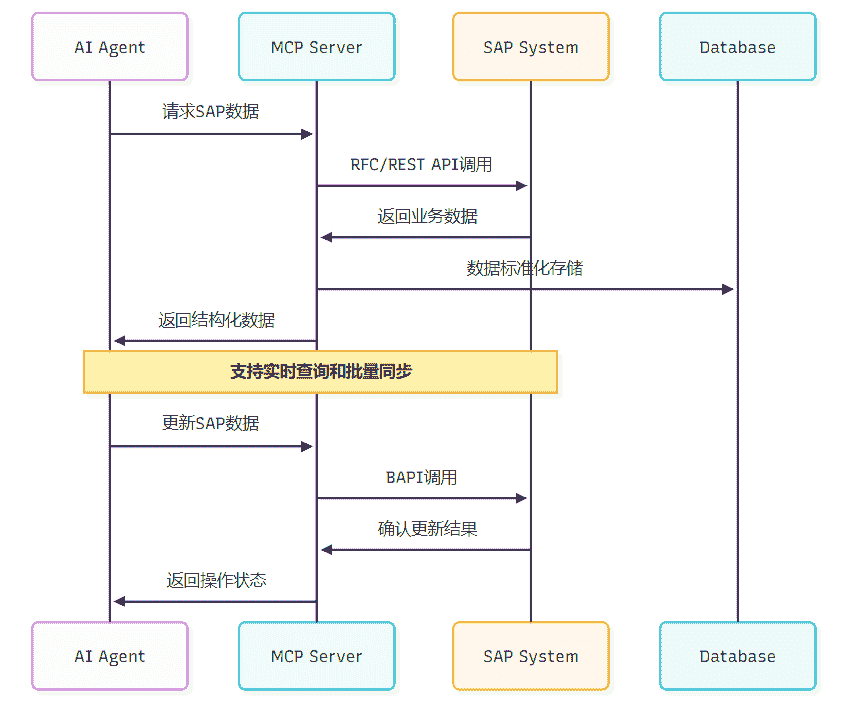 AI Agent
MCP Server
SAP System
Database
请求SAP数据
RFC/REST API调用
返回业务数据
数据标准化存储
返回结构化数据
支持实时查询和批量同步
更新SAP数据
BAPI调用
确认更新结果
返回操作状态
AI Agent
MCP Server
SAP System
Database